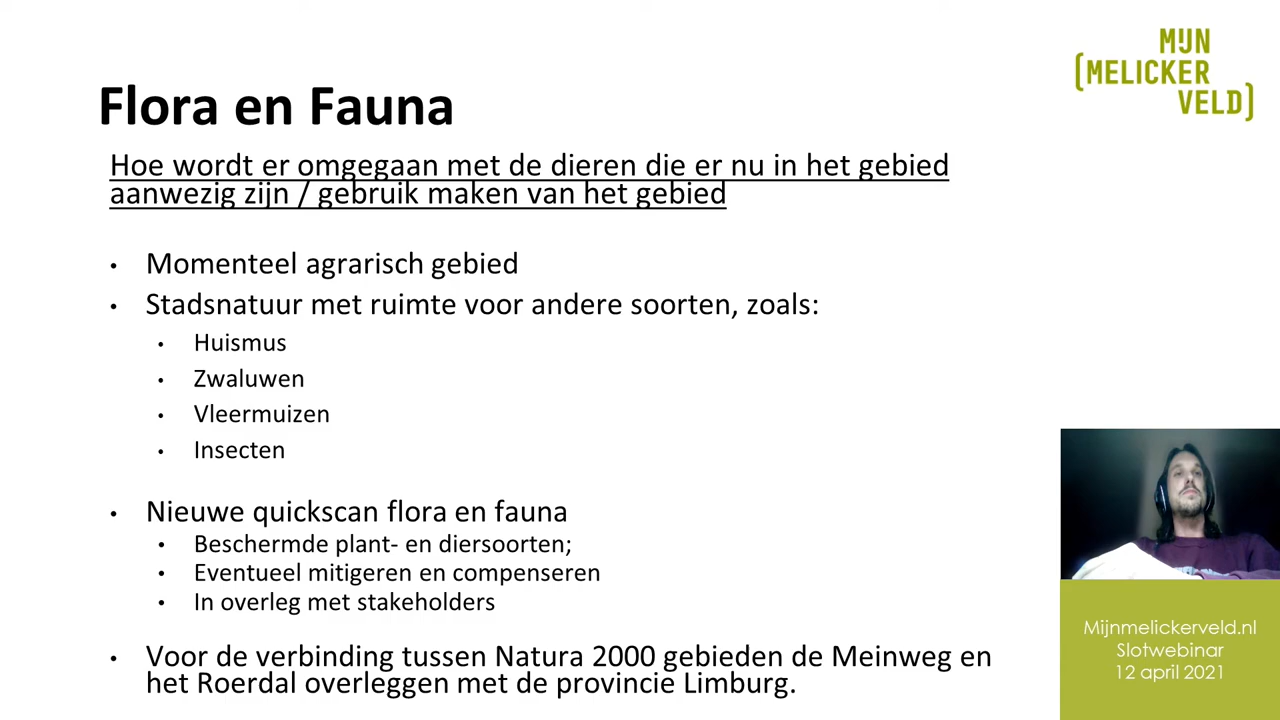 MIJN
[MELICKER
VELD]
Flora en Fauna
Hoe wordt er omgegaan met de dieren die er nu in het gebied
aanwezig zijn / gebruik maken van het gebied
• Momenteel agrarisch gebied
• Stadsnatuur met ruimte voor andere soorten, zoals:
• Huismus
• Zwaluwen
• Vleermuizen
• Insecten
• Nieuwe quickscan flora en fauna
• Beschermde plant- en diersoorten;
• Eventueel mitigeren en compenseren
• In overleg met stakeholders
• Voor de verbinding tussen Natura 2000 gebieden de Meinweg en
het Roerdal overleggen met de provincie Limburg.
Mijnmelickerveld.nl
Slotwebinar
12 april 2021